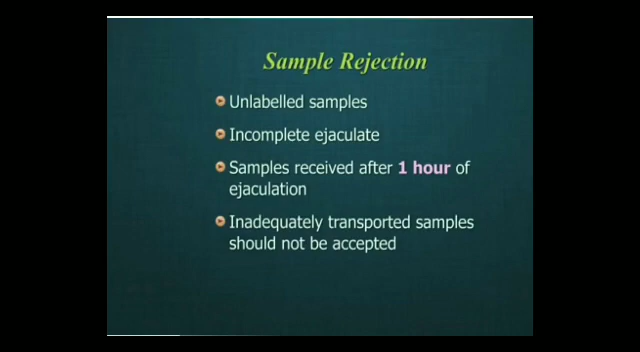 Sample Rejection
Unlabelled samples
Incomplete ejaculate
Samples received after 1 hour of
ejaculation
Inadequately transported samples
should not be accepted